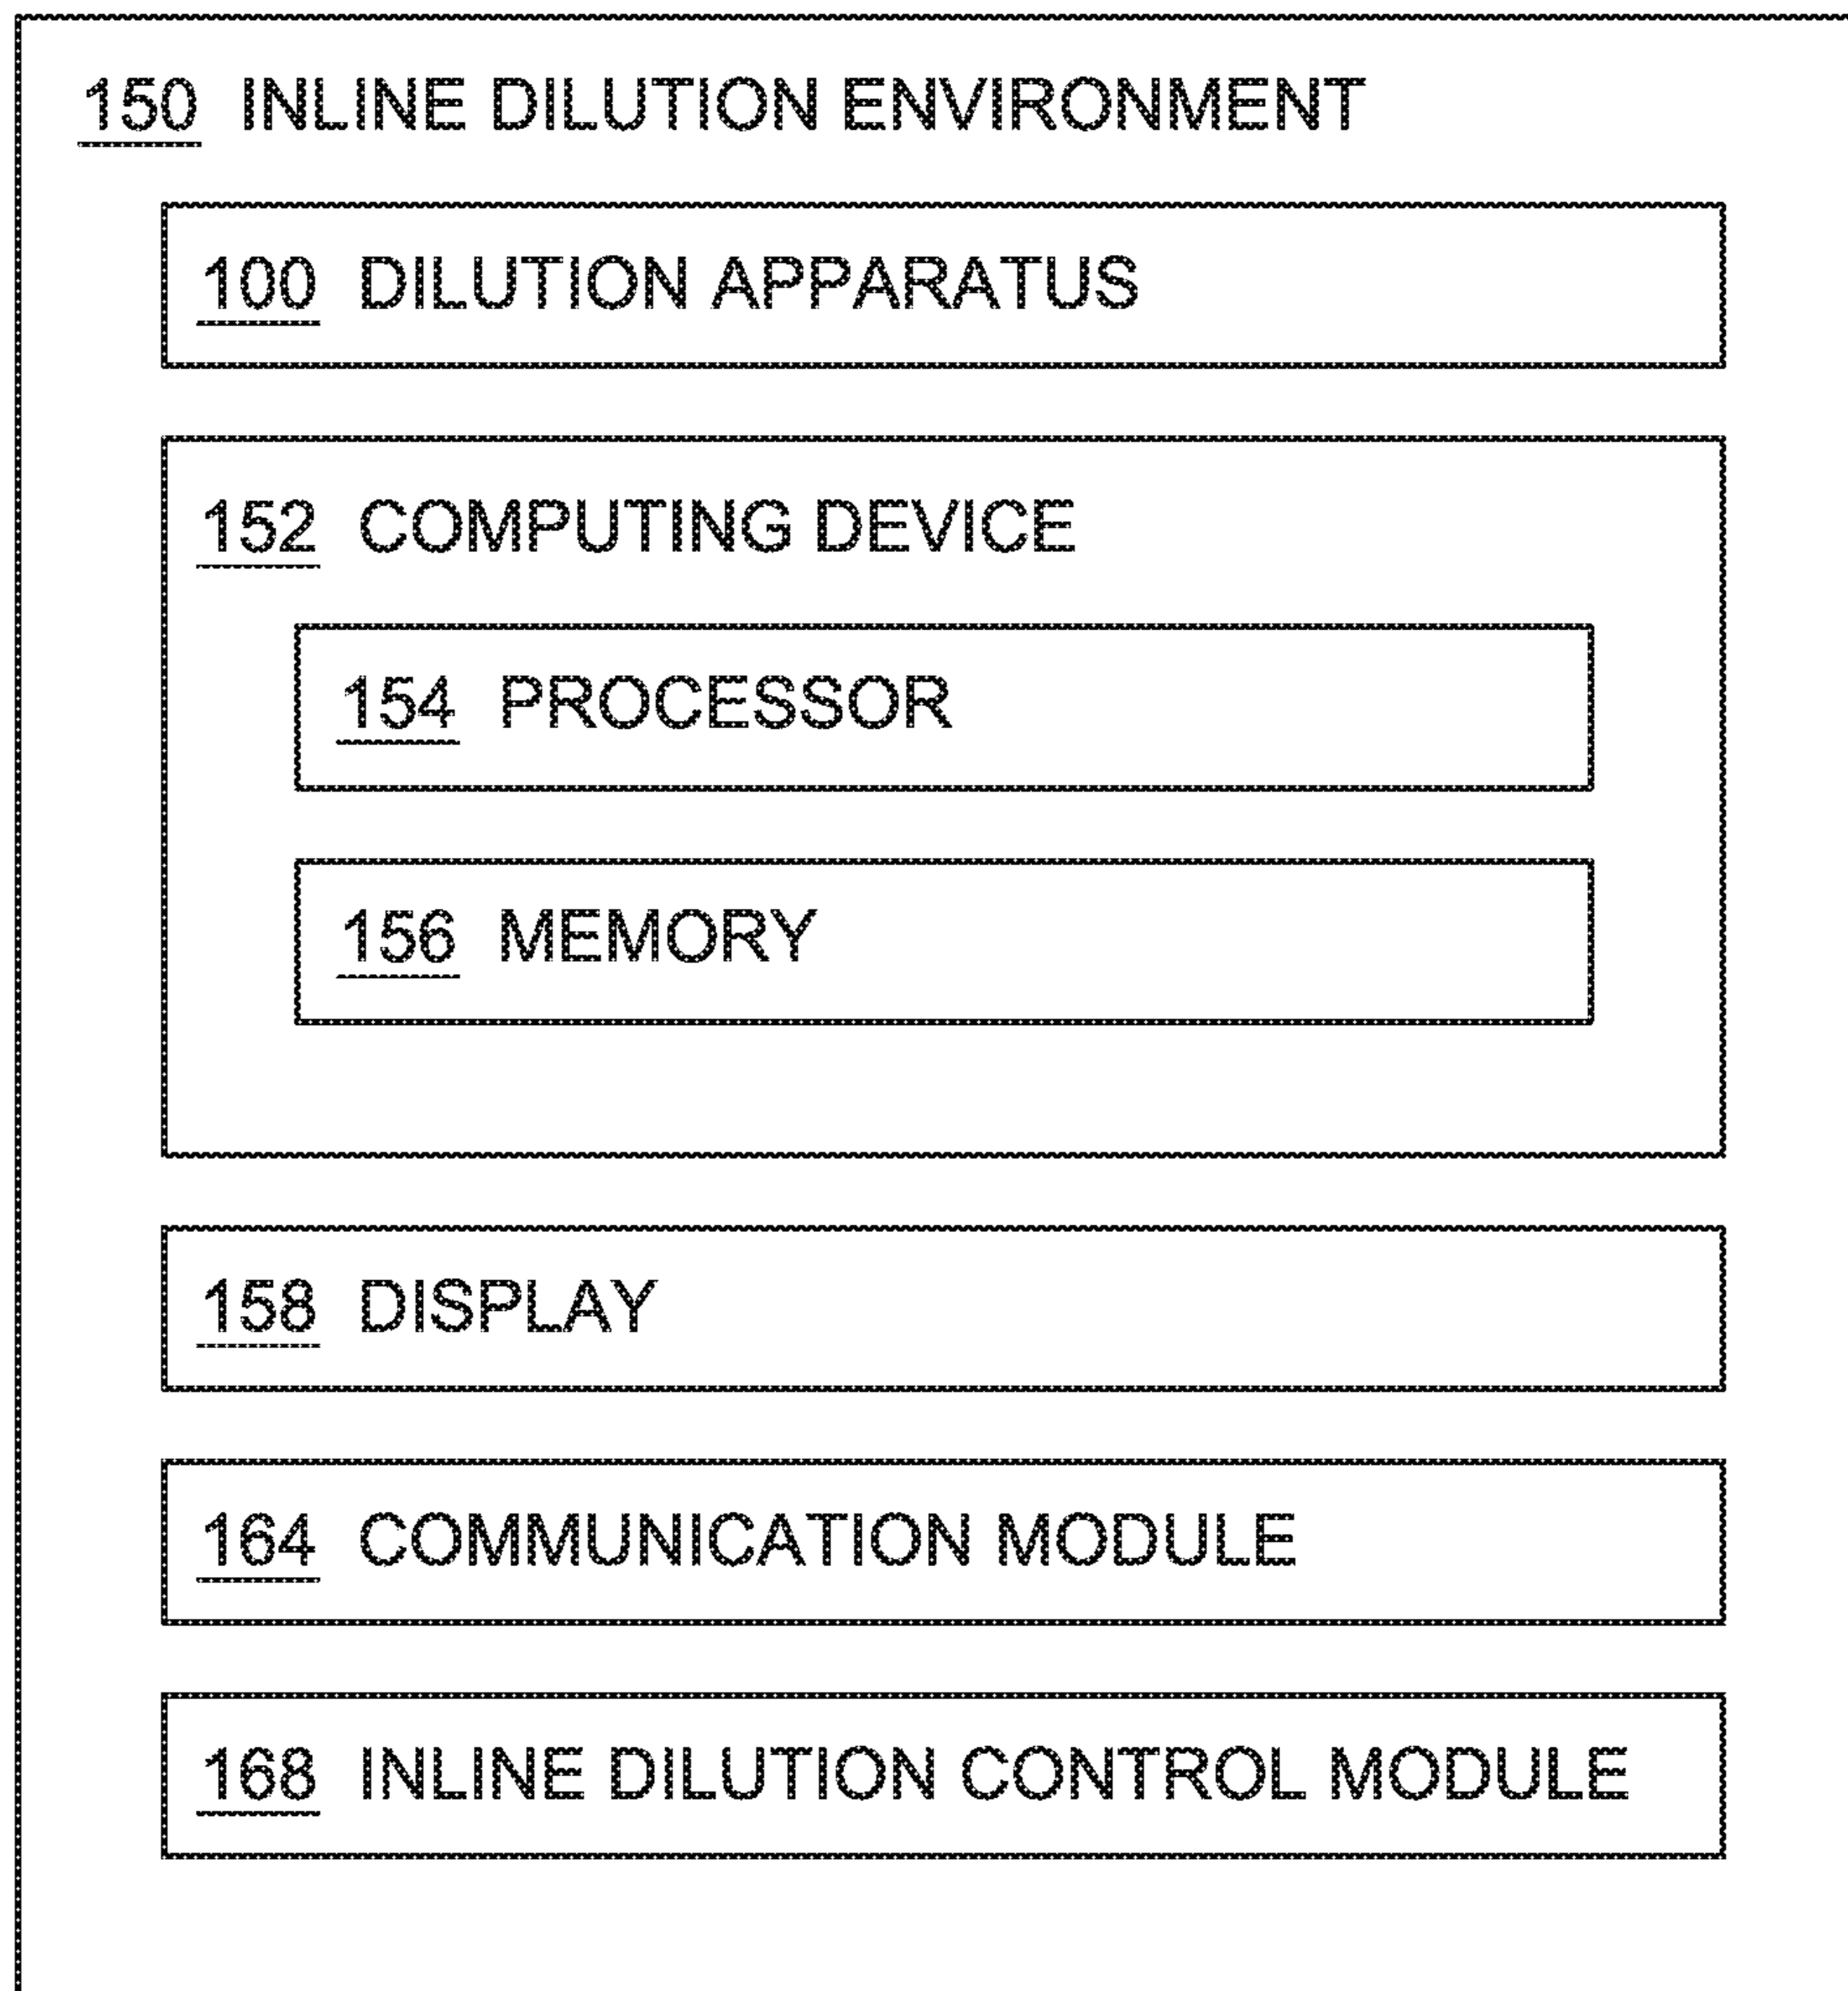 150 INLINE DILUTION ENVIRONMENT
100 DILUTION APPARATUS
152 COMPUTING DEVICE
154 PROCESSOR
156 MEMORY
158 DISPLAY
164 COMMUNICATION MODULE
168 INLINE DILUTION CONTROL MODULE